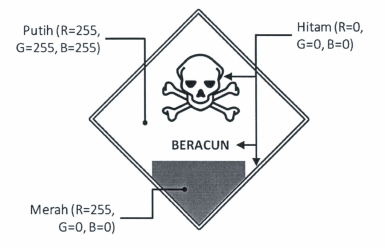 Putih (R=255,
G=255, B=255)
Hitam (R=0,
G=0, B=0)
BERACUN
Merah (R=255,
G=0, B=0)